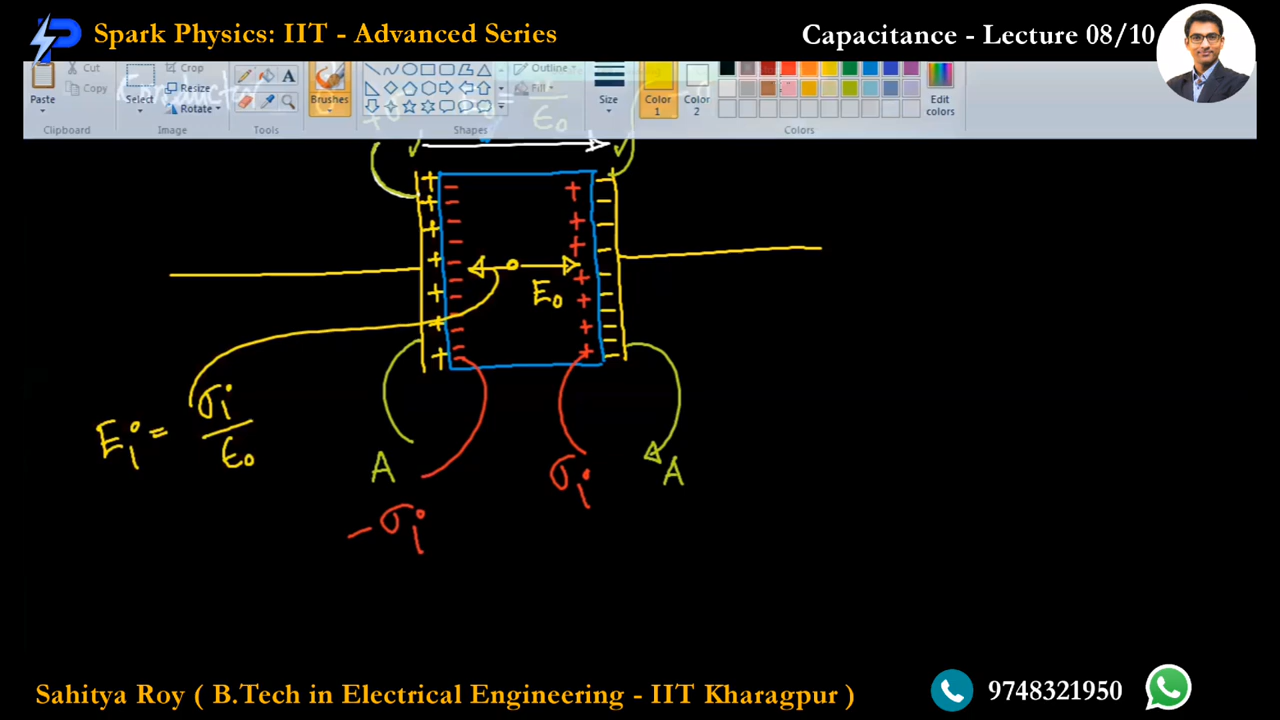 Spark Physics: IIT - Advanced Series
Capacitance - Lecture 08/10
Cut
Copy
Paste
Clipboard
Select
Crop
Resize
Rotate
Image
A
Tools
Brushes
Shapes
Outline
Fill
Size
Color 1
Color 2
Edit colors
Colors
E₀
Eᵢ = σᵢ/ε₀
A
-σᵢ
σᵢ
A
Sahitya Roy ( B.Tech in Electrical Engineering - IIT Kharagpur )
9748321950